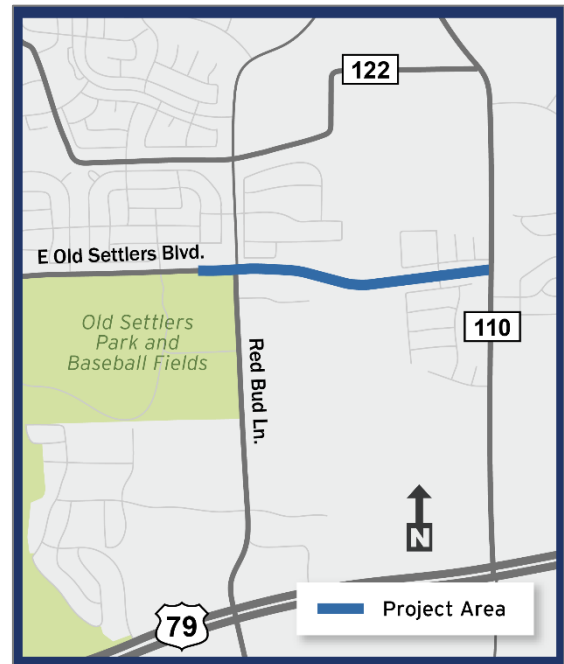 122
E Old Settlers Blvd.
Old Settlers
Park and
Baseball Fields
110
Red Bud Ln.
N
79
Project Area